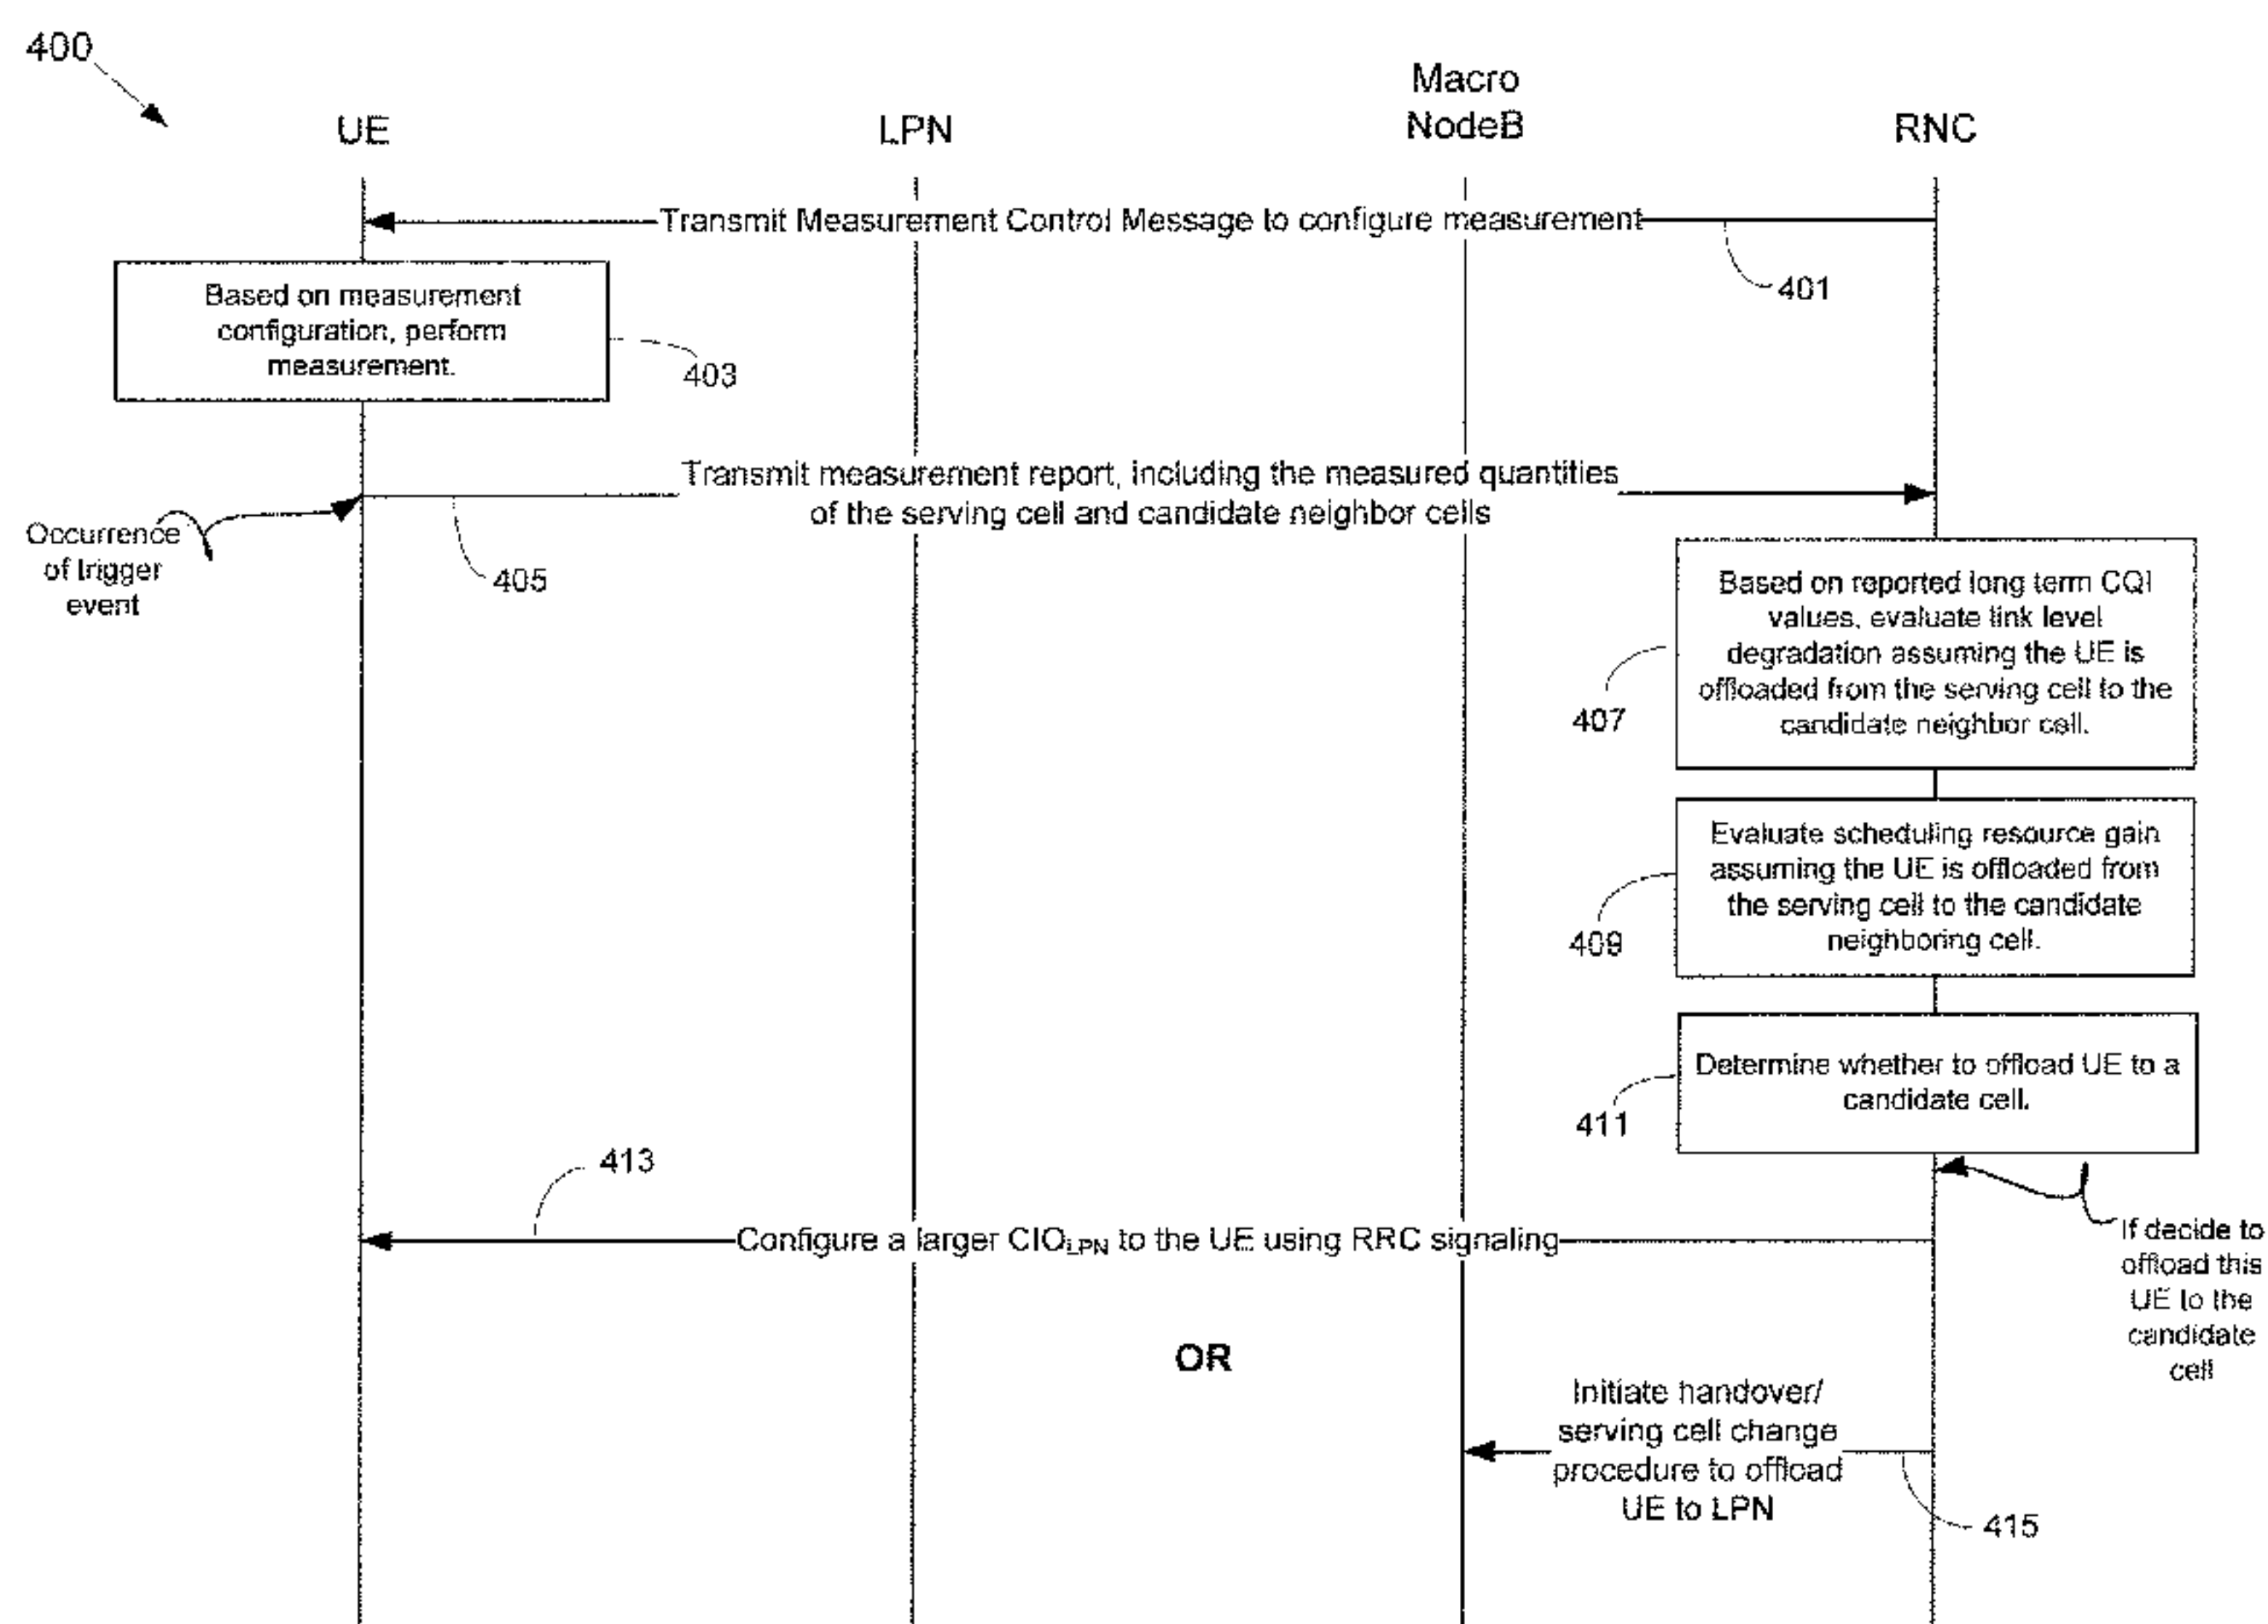 400
UE
LPN
Macro
NodeB
RNC
Transmit Measurement Control Message to configure measurement
401
Based on measurement
configuration, perform
measurement.
403
Transmit measurement report, including the measured quantities
of the serving cell and candidate neighbor cells
Occurrence
of trigger
event
405
Based on reported long term CQI
values, evaluate link level
degradation assuming the UE is
offloaded from the serving cell to the
candidate neighbor cell.
407
Evaluate scheduling resource gain
assuming the UE is offloaded from
the serving cell to the candidate
neighboring cell.
409
Determine whether to offload UE to a
candidate cell.
411
413
Configure a larger CIOLPN to the UE using RRC signaling
If decide to
offload this
UE to the
candidate
cell
OR
Initiate handover/
serving cell change
procedure to offload
UE to LPN
415